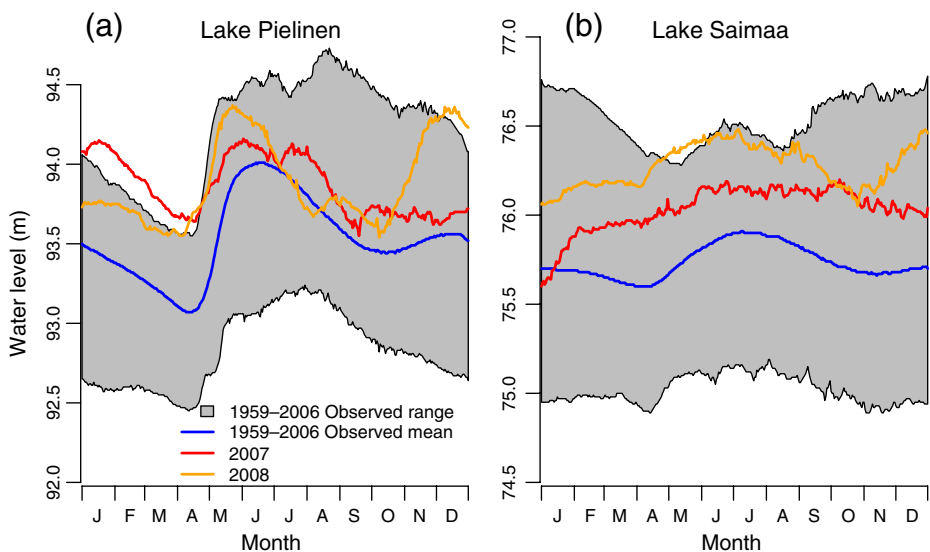 (a) Lake Pielinen
Water level (m)
94.5
94.0
93.5
93.0
92.5
92.0
1959–2006 Observed range
1959–2006 Observed mean
2007
2008
J F M A M J J A S O N D
Month
(b) Lake Saimaa
77.0
76.5
76.0
75.5
75.0
74.5
J F M A M J J A S O N D
Month